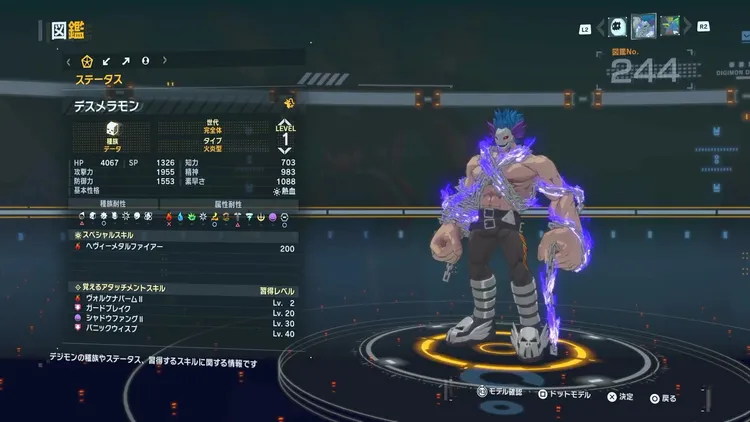 図鑑
L2
R2
図鑑No.
244
ステータス
デスメラモン
種族
データ
世代
完全体
タイプ
火炎型
LEVEL
1
HP 4067 SP 1326 知力 703
攻撃力 1955 精神 983
防御力 1553 素早さ 1088
基本性格 熱血
種族耐性 属性耐性
スペシャルスキル
ヘヴィーメタルファイアー 200
覚えるアタッチメントスキル 習得レベル
ヴォルケナパームⅡ Lv. 2
ガードブレイク Lv. 20
シャドウファングⅡ Lv. 30
パニックウィスプ Lv. 40
デジモンの種族やステータス、習得するスキルに関する情報です
R3 モデル確認 ドットモデル 決定 戻る